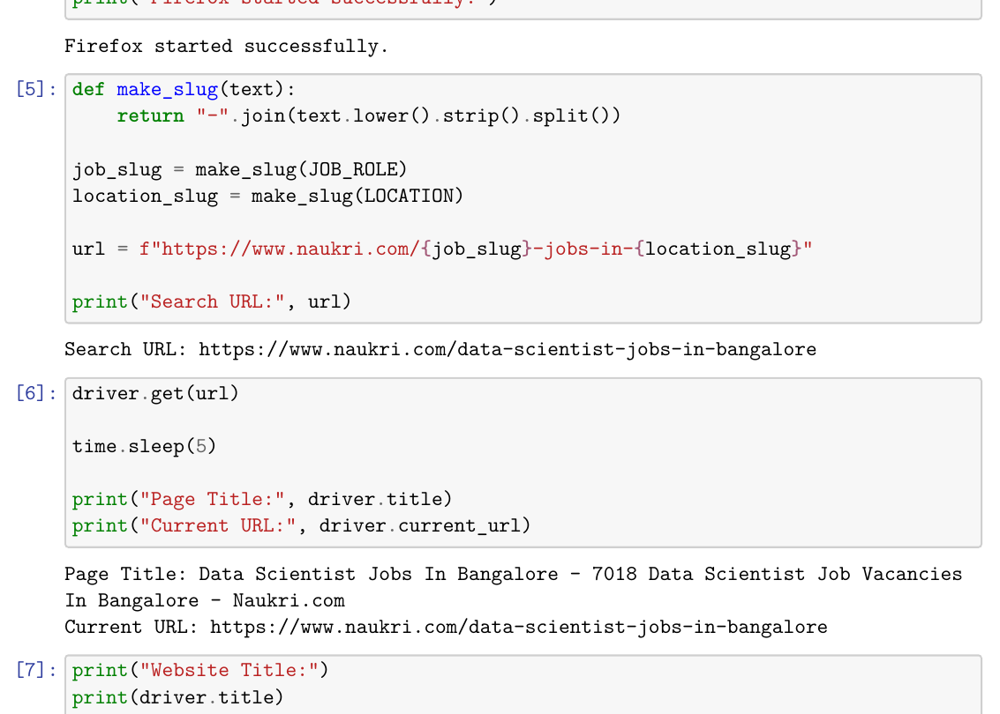 print("Firefox started successfully.")
Firefox started successfully.
[5]: def make_slug(text):
    return "-".join(text.lower().strip().split())
job_slug = make_slug(JOB_ROLE)
location_slug = make_slug(LOCATION)
url = f"https://www.naukri.com/{job_slug}-jobs-in-{location_slug}"
print("Search URL:", url)
Search URL: https://www.naukri.com/data-scientist-jobs-in-bangalore
[6]: driver.get(url)
time.sleep(5)
print("Page Title:", driver.title)
print("Current URL:", driver.current_url)
Page Title: Data Scientist Jobs In Bangalore - 7018 Data Scientist Job Vacancies
In Bangalore - Naukri.com
Current URL: https://www.naukri.com/data-scientist-jobs-in-bangalore
[7]: print("Website Title:")
print(driver.title)